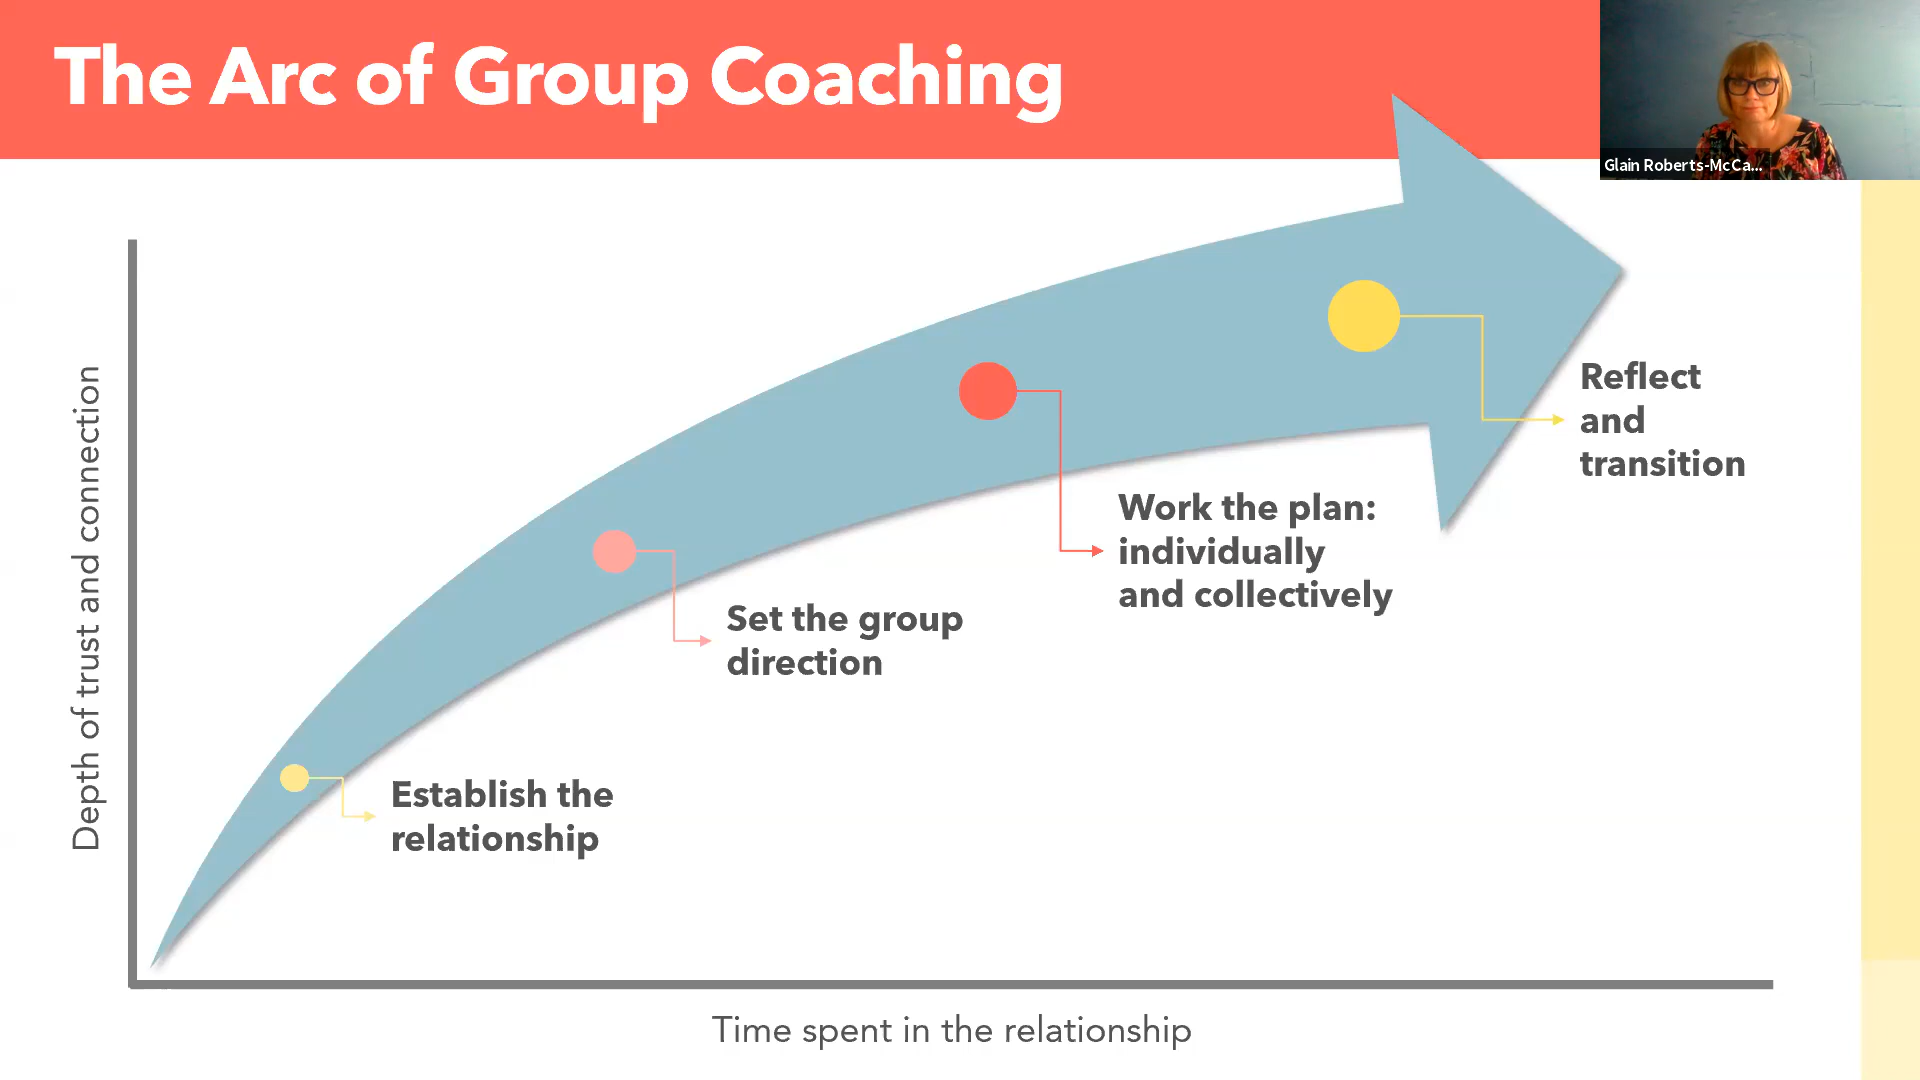 The Arc of Group Coaching
Glain Roberts-McCa...
Depth of trust and connection
Reflect
and
transition
Work the plan:
individually
and collectively
Set the group
direction
Establish the
relationship
Time spent in the relationship